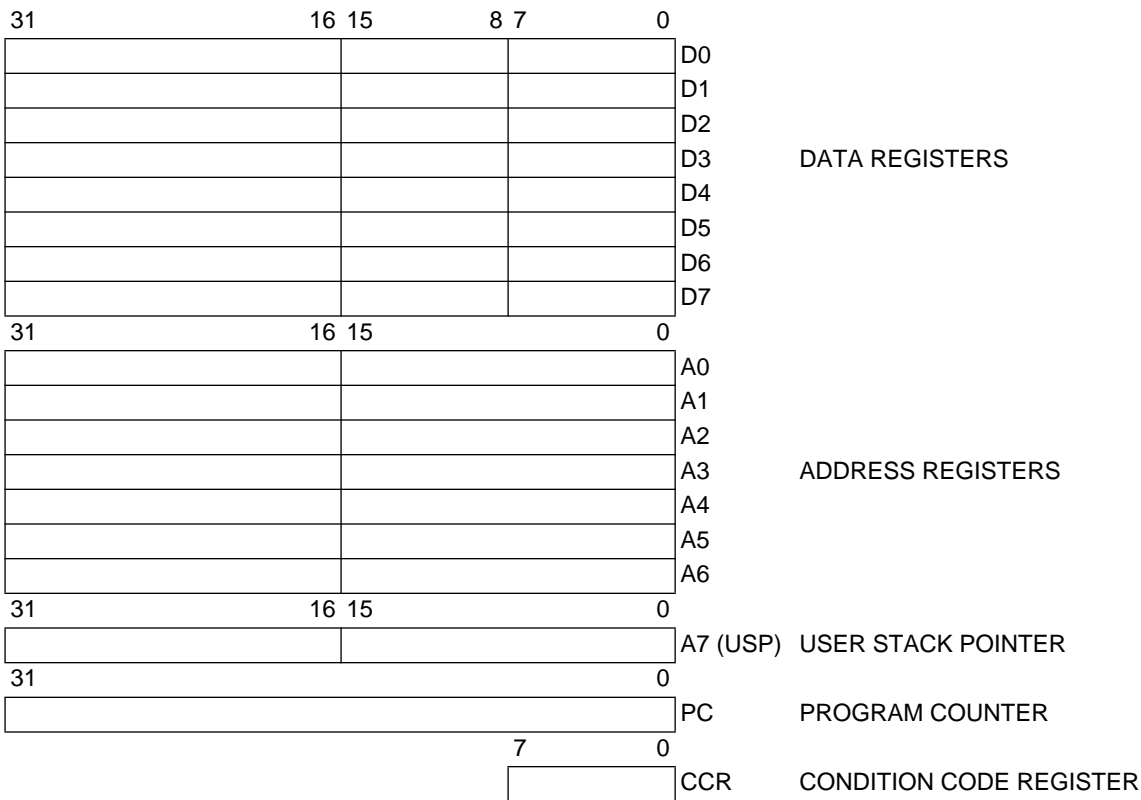 31 16 15 8 7 0
D0
D1
D2
D3 DATA REGISTERS
D4
D5
D6
D7
31 16 15 0
A0
A1
A2
A3 ADDRESS REGISTERS
A4
A5
A6
31 16 15 0
A7 (USP) USER STACK POINTER
31 0
PC PROGRAM COUNTER
7 0
CCR CONDITION CODE REGISTER